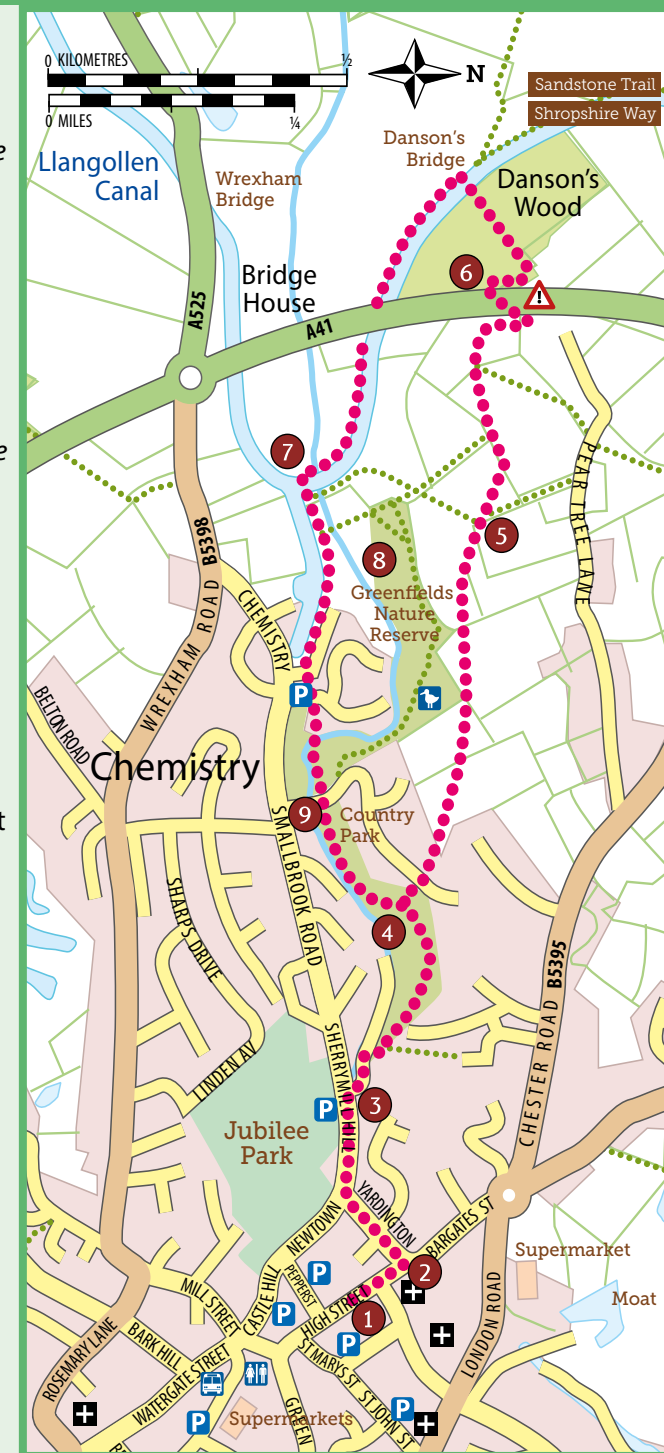 0 KILOMETRES ½
0 MILES ¼
N
Sandstone Trail
Shropshire Way
Danson's
Bridge
Llangollen
Canal
Wrexham
Bridge
Danson's
Wood
6
!
Bridge
House
A525
A41
7
PEAR TREE LANE
5
WREXHAM ROAD B5398
8
Greenfields
Nature
Reserve
CHEMISTRY
P
BELTON ROAD
Chemistry
9
Country
Park
SMALLBROOK ROAD
SHARPS DRIVE
4
CHESTER ROAD B5395
LINDEN AV
SHERRYMILL HILL
P
3
Jubilee
Park
YARDINGTON
NEWTOWN
BARGATES ST
2
Supermarket
Moat
P
PEPPER ST
CASTLE HILL
MILL STREET
P
HIGH STREET
1
P
LONDON ROAD
ROSEMARY LANE
BARK HILL
WATERGATE STREET
ST MARYS ST
ST JOHN ST
P
GREEN
P
Supermarkets